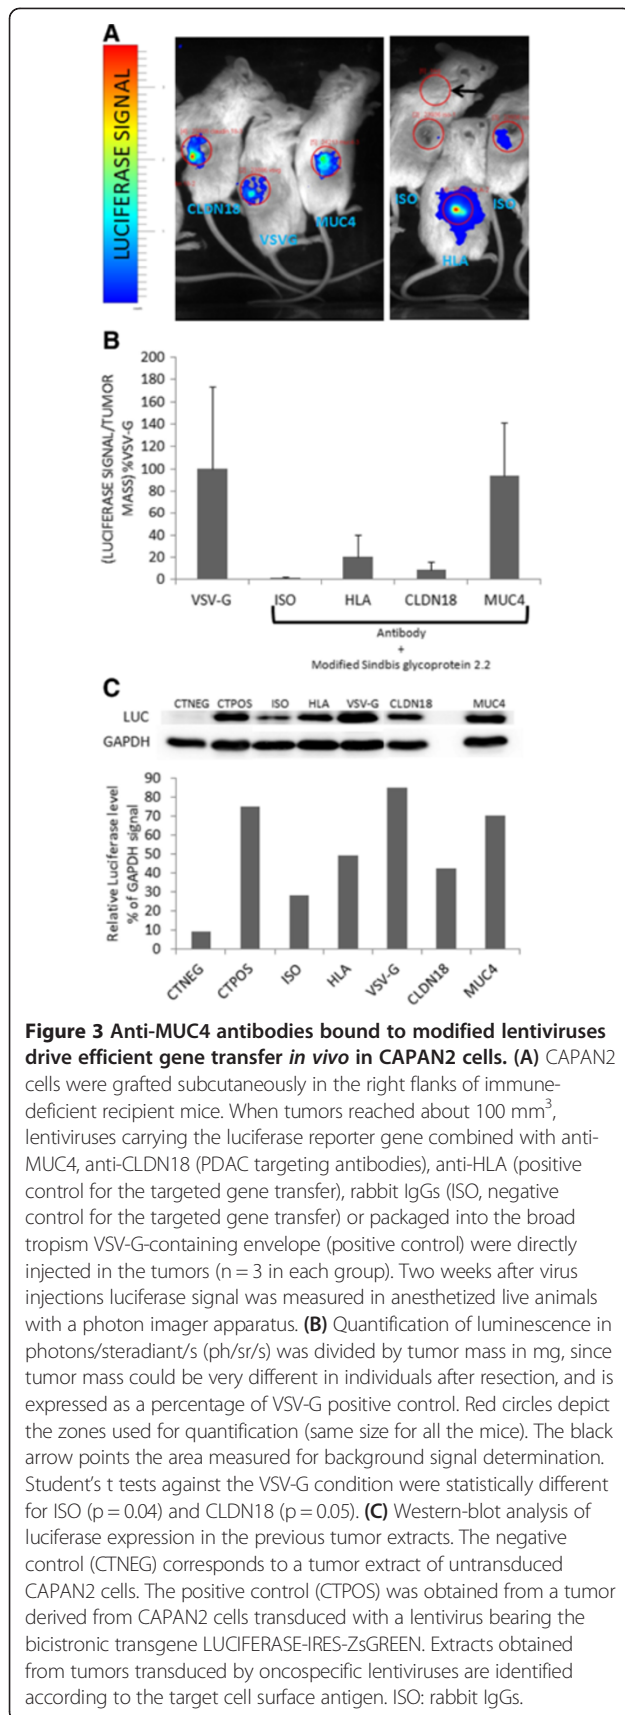 A
LUCIFERASE SIGNAL
CLDN18
VSVG
MUC4
ISO
HLA
ISO
B
(LUCIFERASE SIGNAL/TUMOR
MASS) %VSV-G
200
180
160
140
120
100
80
60
40
20
0
VSV-G
ISO
HLA
CLDN18
MUC4
Antibody
+
Modified Sindbis glycoprotein 2.2
C
CTNEG CTPOS ISO HLA VSV-G CLDN18 MUC4
LUC
GAPDH
Relative Luciferase level
% of GAPDH signal
90
80
70
60
50
40
30
20
10
0
CTNEG
CTPOS
ISO
HLA
VSV-G
CLDN18
MUC4
Figure 3 Anti-MUC4 antibodies bound to modified lentiviruses
drive efficient gene transfer in vivo in CAPAN2 cells. (A) CAPAN2
cells were grafted subcutaneously in the right flanks of immune-
deficient recipient mice. When tumors reached about 100 mm³,
lentiviruses carrying the luciferase reporter gene combined with anti-
MUC4, anti-CLDN18 (PDAC targeting antibodies), anti-HLA (positive
control for the targeted gene transfer), rabbit IgGs (ISO, negative
control for the targeted gene transfer) or packaged into the broad
tropism VSV-G-containing envelope (positive control) were directly
injected in the tumors (n = 3 in each group). Two weeks after virus
injections luciferase signal was measured in anesthetized live animals
with a photon imager apparatus. (B) Quantification of luminescence in
photons/steradiant/s (ph/sr/s) was divided by tumor mass in mg, since
tumor mass could be very different in individuals after resection, and is
expressed as a percentage of VSV-G positive control. Red circles depict
the zones used for quantification (same size for all the mice). The black
arrow points the area measured for background signal determination.
Student's t tests against the VSV-G condition were statistically different
for ISO (p = 0.04) and CLDN18 (p = 0.05). (C) Western-blot analysis of
luciferase expression in the previous tumor extracts. The negative
control (CTNEG) corresponds to a tumor extract of untransduced
CAPAN2 cells. The positive control (CTPOS) was obtained from a tumor
derived from CAPAN2 cells transduced with a lentivirus bearing the
bicistronic transgene LUCIFERASE-IRES-ZsGREEN. Extracts obtained
from tumors transduced by oncospecific lentiviruses are identified
according to the target cell surface antigen. ISO: rabbit IgGs.